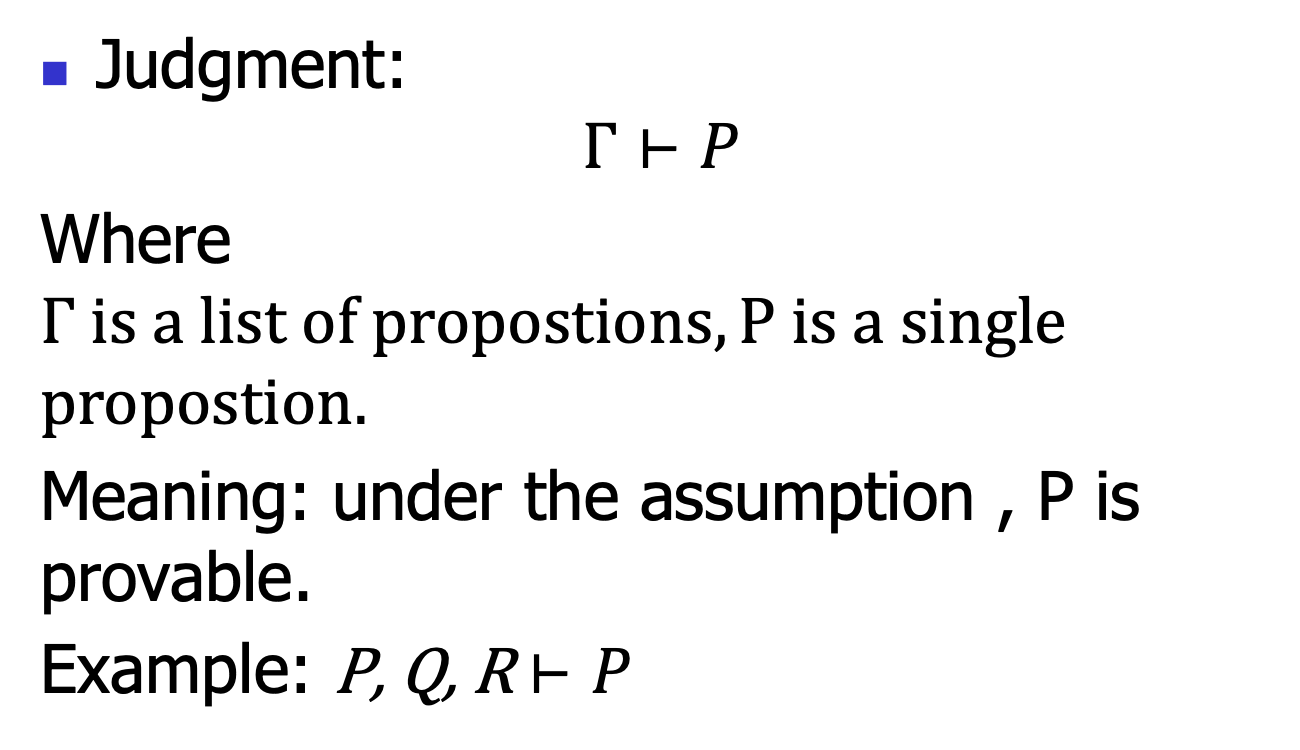 Judgment:
Γ ⊢ P
Where
Γ is a list of propostions, P is a single
propostion.
Meaning: under the assumption , P is
provable.
Example: P, Q, R ⊢ P